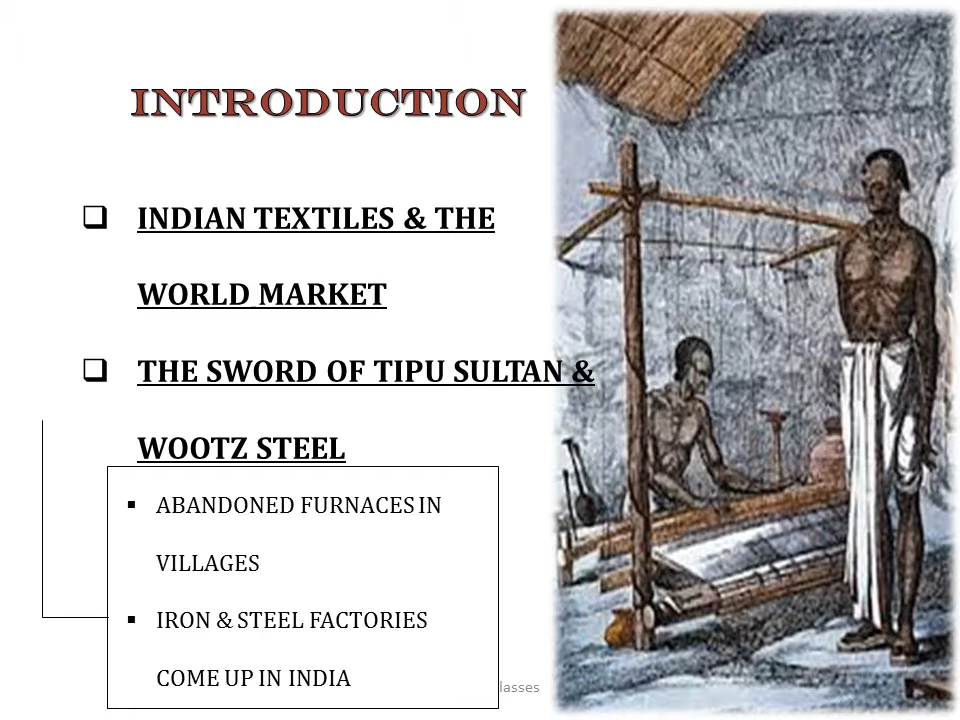 INTRODUCTION
INDIAN TEXTILES & THE
WORLD MARKET
THE SWORD OF TIPU SULTAN &
WOOTZ STEEL
ABANDONED FURNACES IN
VILLAGES
IRON & STEEL FACTORIES
COME UP IN INDIA